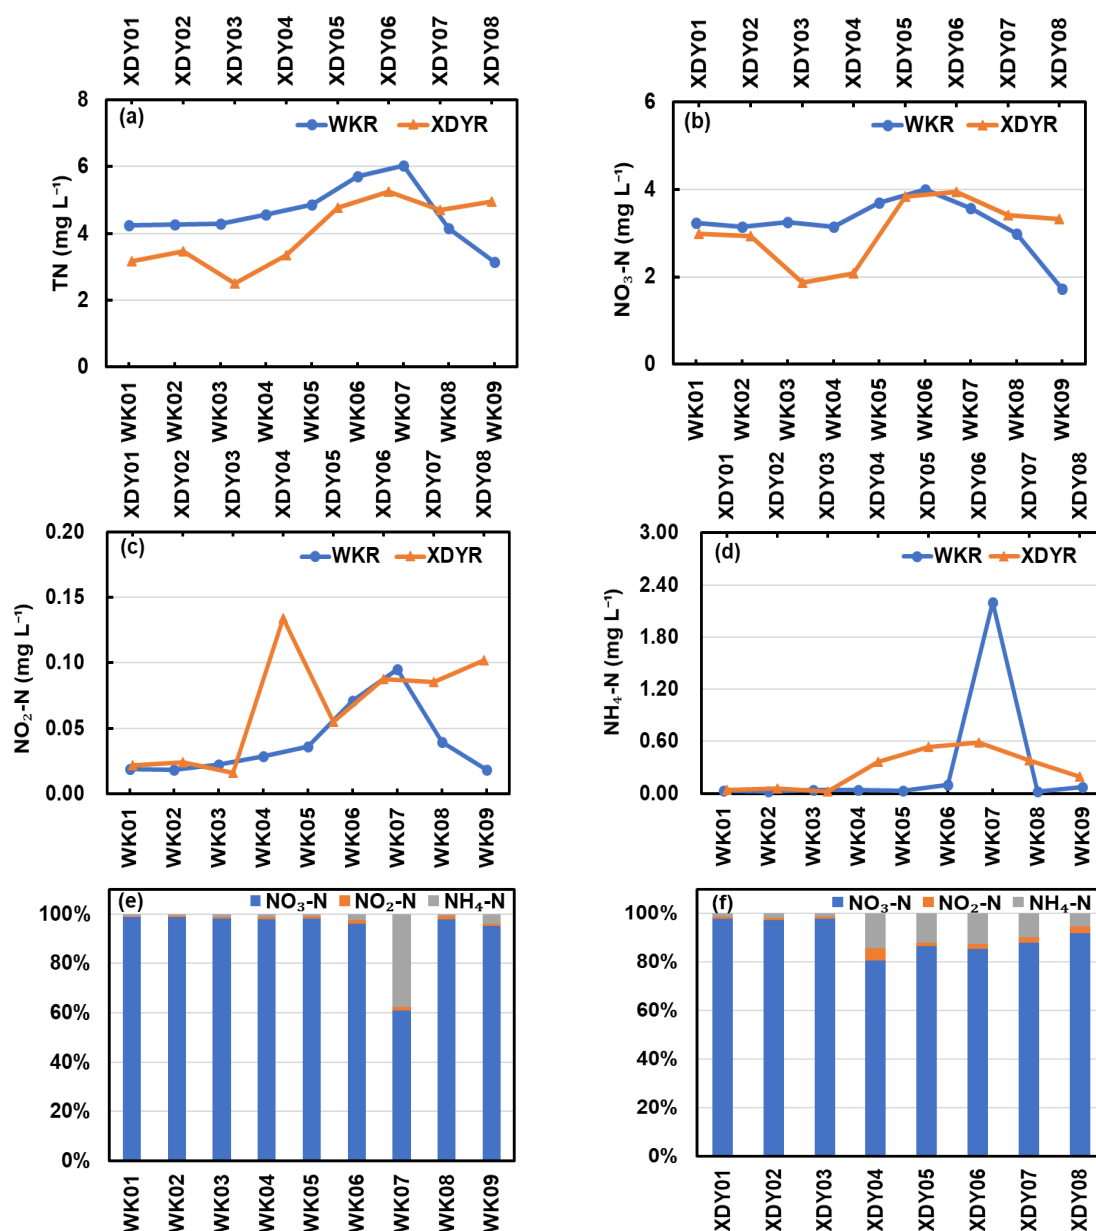 XDY01 XDY02 XDY03 XDY04 XDY05 XDY06 XDY07 XDY08
(a) WKR XDYR
TN (mg L⁻¹)
8
6
4
2
0
WK01 WK02 WK03 WK04 WK05 WK06 WK07 WK08 WK09
XDY01 XDY02 XDY03 XDY04 XDY05 XDY06 XDY07 XDY08
(b) WKR XDYR
NO₃-N (mg L⁻¹)
6
4
2
0
WK01 WK02 WK03 WK04 WK05 WK06 WK07 WK08 WK09
XDY01 XDY02 XDY03 XDY04 XDY05 XDY06 XDY07 XDY08
(c) WKR XDYR
NO₂-N (mg L⁻¹)
0.20
0.15
0.10
0.05
0.00
WK01 WK02 WK03 WK04 WK05 WK06 WK07 WK08 WK09
XDY01 XDY02 XDY03 XDY04 XDY05 XDY06 XDY07 XDY08
(d) WKR XDYR
NH₄-N (mg L⁻¹)
3.00
2.40
1.80
1.20
0.60
0.00
WK01 WK02 WK03 WK04 WK05 WK06 WK07 WK08 WK09
(e) NO₃-N NO₂-N NH₄-N
100%
80%
60%
40%
20%
0%
WK01 WK02 WK03 WK04 WK05 WK06 WK07 WK08 WK09
(f) NO₃-N NO₂-N NH₄-N
100%
80%
60%
40%
20%
0%
XDY01 XDY02 XDY03 XDY04 XDY05 XDY06 XDY07 XDY08